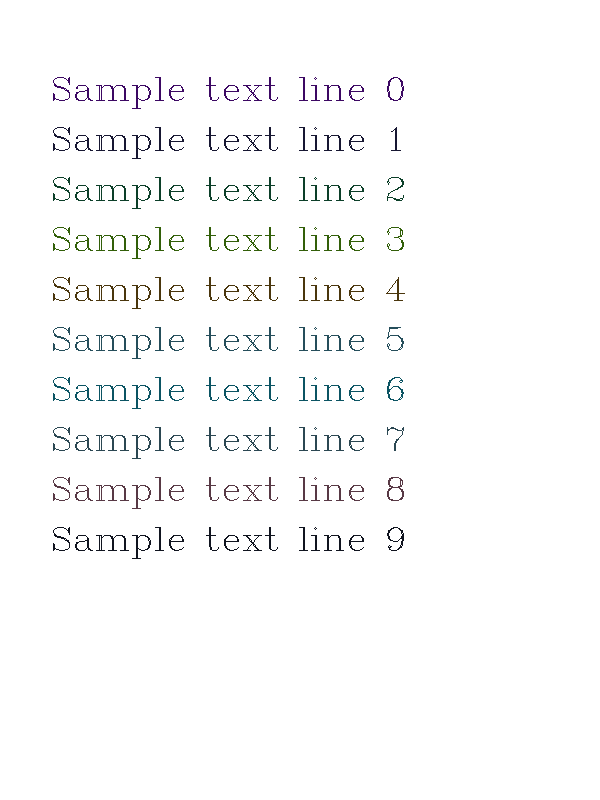 Sample text line 0
Sample text line 1
Sample text line 2
Sample text line 3
Sample text line 4
Sample text line 5
Sample text line 6
Sample text line 7
Sample text line 8
Sample text line 9